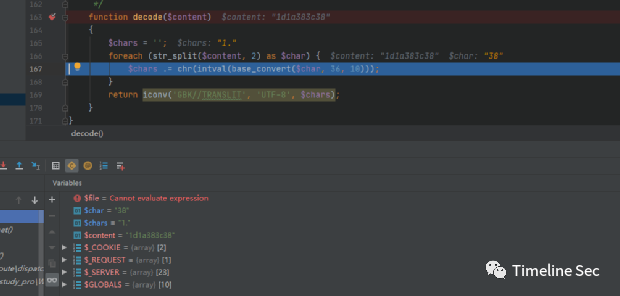 162
*/
163 function decode($content) $content: "1d1a383c38"
164 {
165 $chars = ''; $chars: "1."
166 foreach (str_split($content, 2) as $char) { $content: "1d1a383c38" $char: "38"
167 $chars .= chr(intval(base_convert($char, 36, 10)));
168 }
169 return iconv('GBK//TRANSLIT', 'UTF-8', $chars);
170 }
171 }
decode()
Variables
$file = Cannot evaluate expression
$char = "38"
$chars = "1."
$content = "1d1a383c38"
$_COOKIE = {array} [2]
$_REQUEST = {array} [1]
$_SERVER = {array} [23]
$GLOBALS = {array} [10]
Timeline Sec